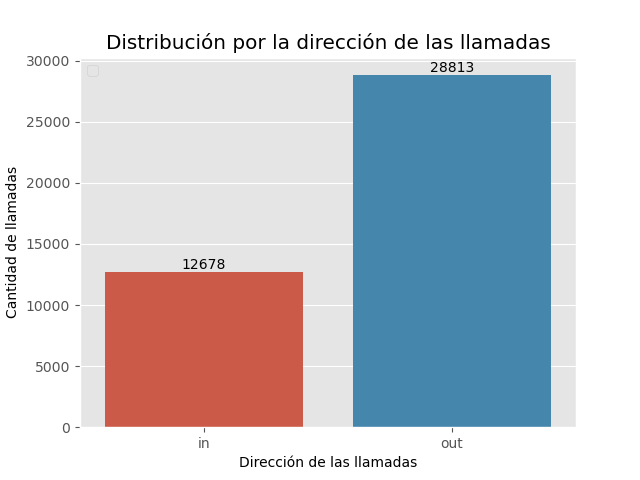 Distribución por la dirección de las llamadas
30000
25000
20000
15000
10000
5000
0
Cantidad de llamadas
12678
28813
in
out
Dirección de las llamadas